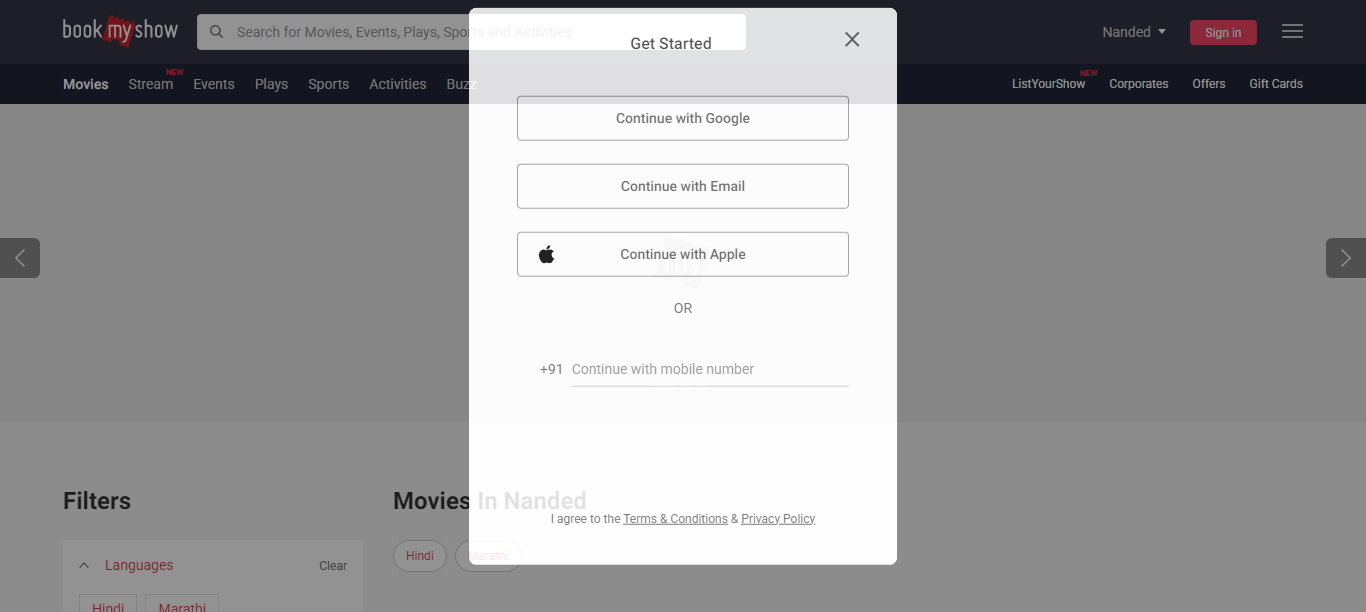 book my show
Search for Movies, Events, Plays, Sports and Activities
Nanded
Sign in
Movies
Stream
NEW
Events
Plays
Sports
Activities
Buzz
ListYourShow
NEW
Corporates
Offers
Gift Cards
Get Started
Continue with Google
Continue with Email
Continue with Apple
OR
+91 Continue with mobile number
I agree to the Terms & Conditions & Privacy Policy
Filters
Languages
Clear
Hindi
Marathi
Movies In Nanded
Hindi
Marathi